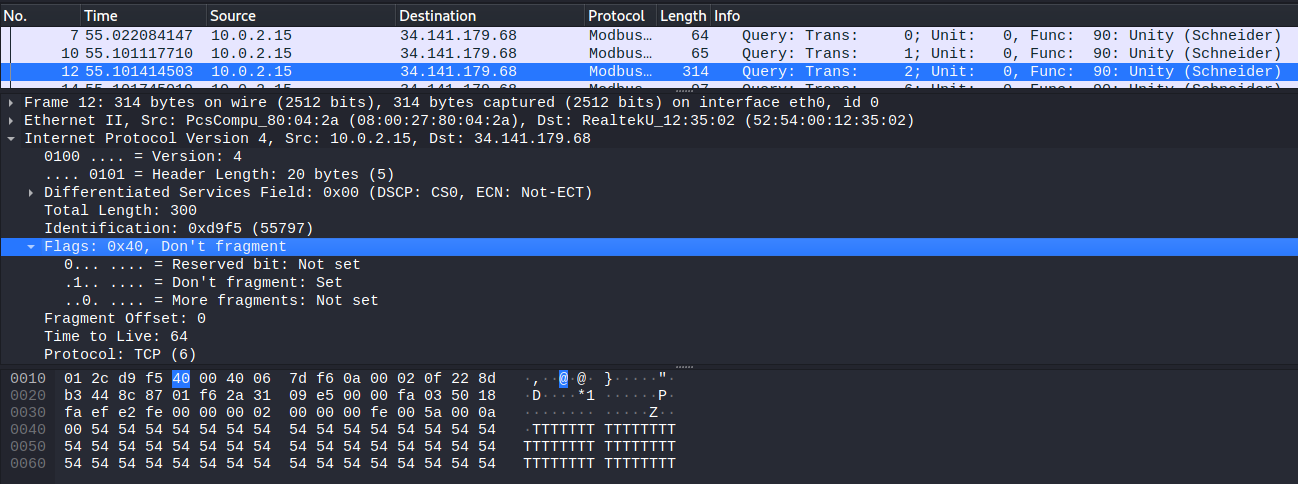 No. Time Source Destination Protocol Length Info
7 55.022084147 10.0.2.15 34.141.179.68 Modbus… 64 Query: Trans: 0; Unit: 0, Func: 90: Unity (Schneider)
10 55.101117710 10.0.2.15 34.141.179.68 Modbus… 65 Query: Trans: 1; Unit: 0, Func: 90: Unity (Schneider)
12 55.101414503 10.0.2.15 34.141.179.68 Modbus… 314 Query: Trans: 2; Unit: 0, Func: 90: Unity (Schneider)
Frame 12: 314 bytes on wire (2512 bits), 314 bytes captured (2512 bits) on interface eth0, id 0
Ethernet II, Src: PcsCompu_80:04:2a (08:00:27:80:04:2a), Dst: RealtekU_12:35:02 (52:54:00:12:35:02)
Internet Protocol Version 4, Src: 10.0.2.15, Dst: 34.141.179.68
0100 .... = Version: 4
.... 0101 = Header Length: 20 bytes (5)
Differentiated Services Field: 0x00 (DSCP: CS0, ECN: Not-ECT)
Total Length: 300
Identification: 0xd9f5 (55797)
Flags: 0x40, Don't fragment
0... .... = Reserved bit: Not set
.1.. .... = Don't fragment: Set
..0. .... = More fragments: Not set
Fragment Offset: 0
Time to Live: 64
Protocol: TCP (6)
0010 01 2c d9 f5 40 00 40 06 7d f6 0a 00 02 0f 22 8d ·,··@·@· }·····"·
0020 b3 44 8c 87 01 f6 2a 31 09 e5 00 00 fa 03 50 18 ·D····*1 ······P·
0030 fa ef e2 fe 00 00 00 02 00 00 00 fe 00 5a 00 0a ········ ·····Z··
0040 00 54 54 54 54 54 54 54 54 54 54 54 54 54 54 54 ·TTTTTTT TTTTTTTT
0050 54 54 54 54 54 54 54 54 54 54 54 54 54 54 54 54 TTTTTTTT TTTTTTTT
0060 54 54 54 54 54 54 54 54 54 54 54 54 54 54 54 54 TTTTTTTT TTTTTTTT